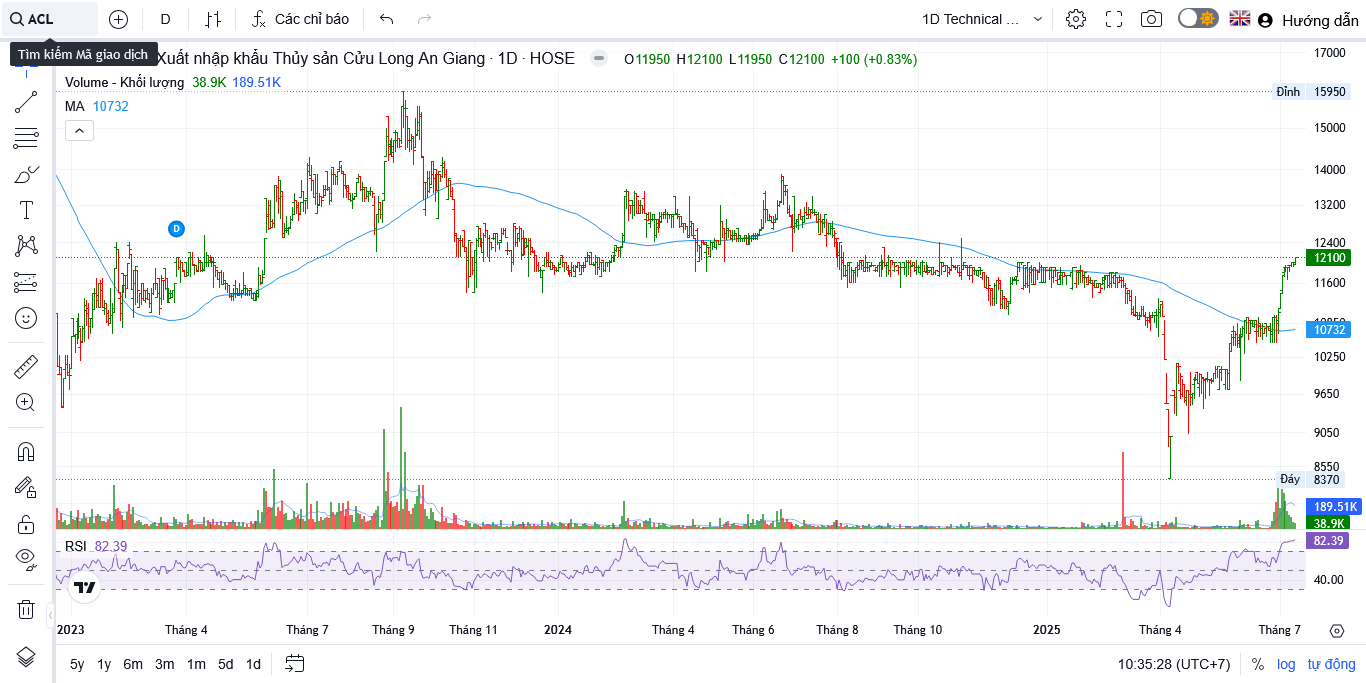 ACL
D
Các chỉ báo
1D Technical ...
Hướng dẫn
Tìm kiếm Mã giao dịch
Xuất nhập khẩu Thủy sản Cửu Long An Giang · 1D · HOSE
O11950 H12100 L11950 C12100 +100 (+0.83%)
Volume - Khối lượng 38.9K 189.51K
MA 10732
D
17000
Đỉnh 15950
15000
14000
13200
12400
12100
11600
10732
10250
9650
9050
8550
Đáy 8370
189.51K
38.9K
RSI 82.39
82.39
40.00
2023 Tháng 4 Tháng 7 Tháng 9 Tháng 11 2024 Tháng 4 Tháng 6 Tháng 8 Tháng 10 2025 Tháng 4 Tháng 7
5y 1y 6m 3m 1m 5d 1d
10:35:28 (UTC+7) % log tự động